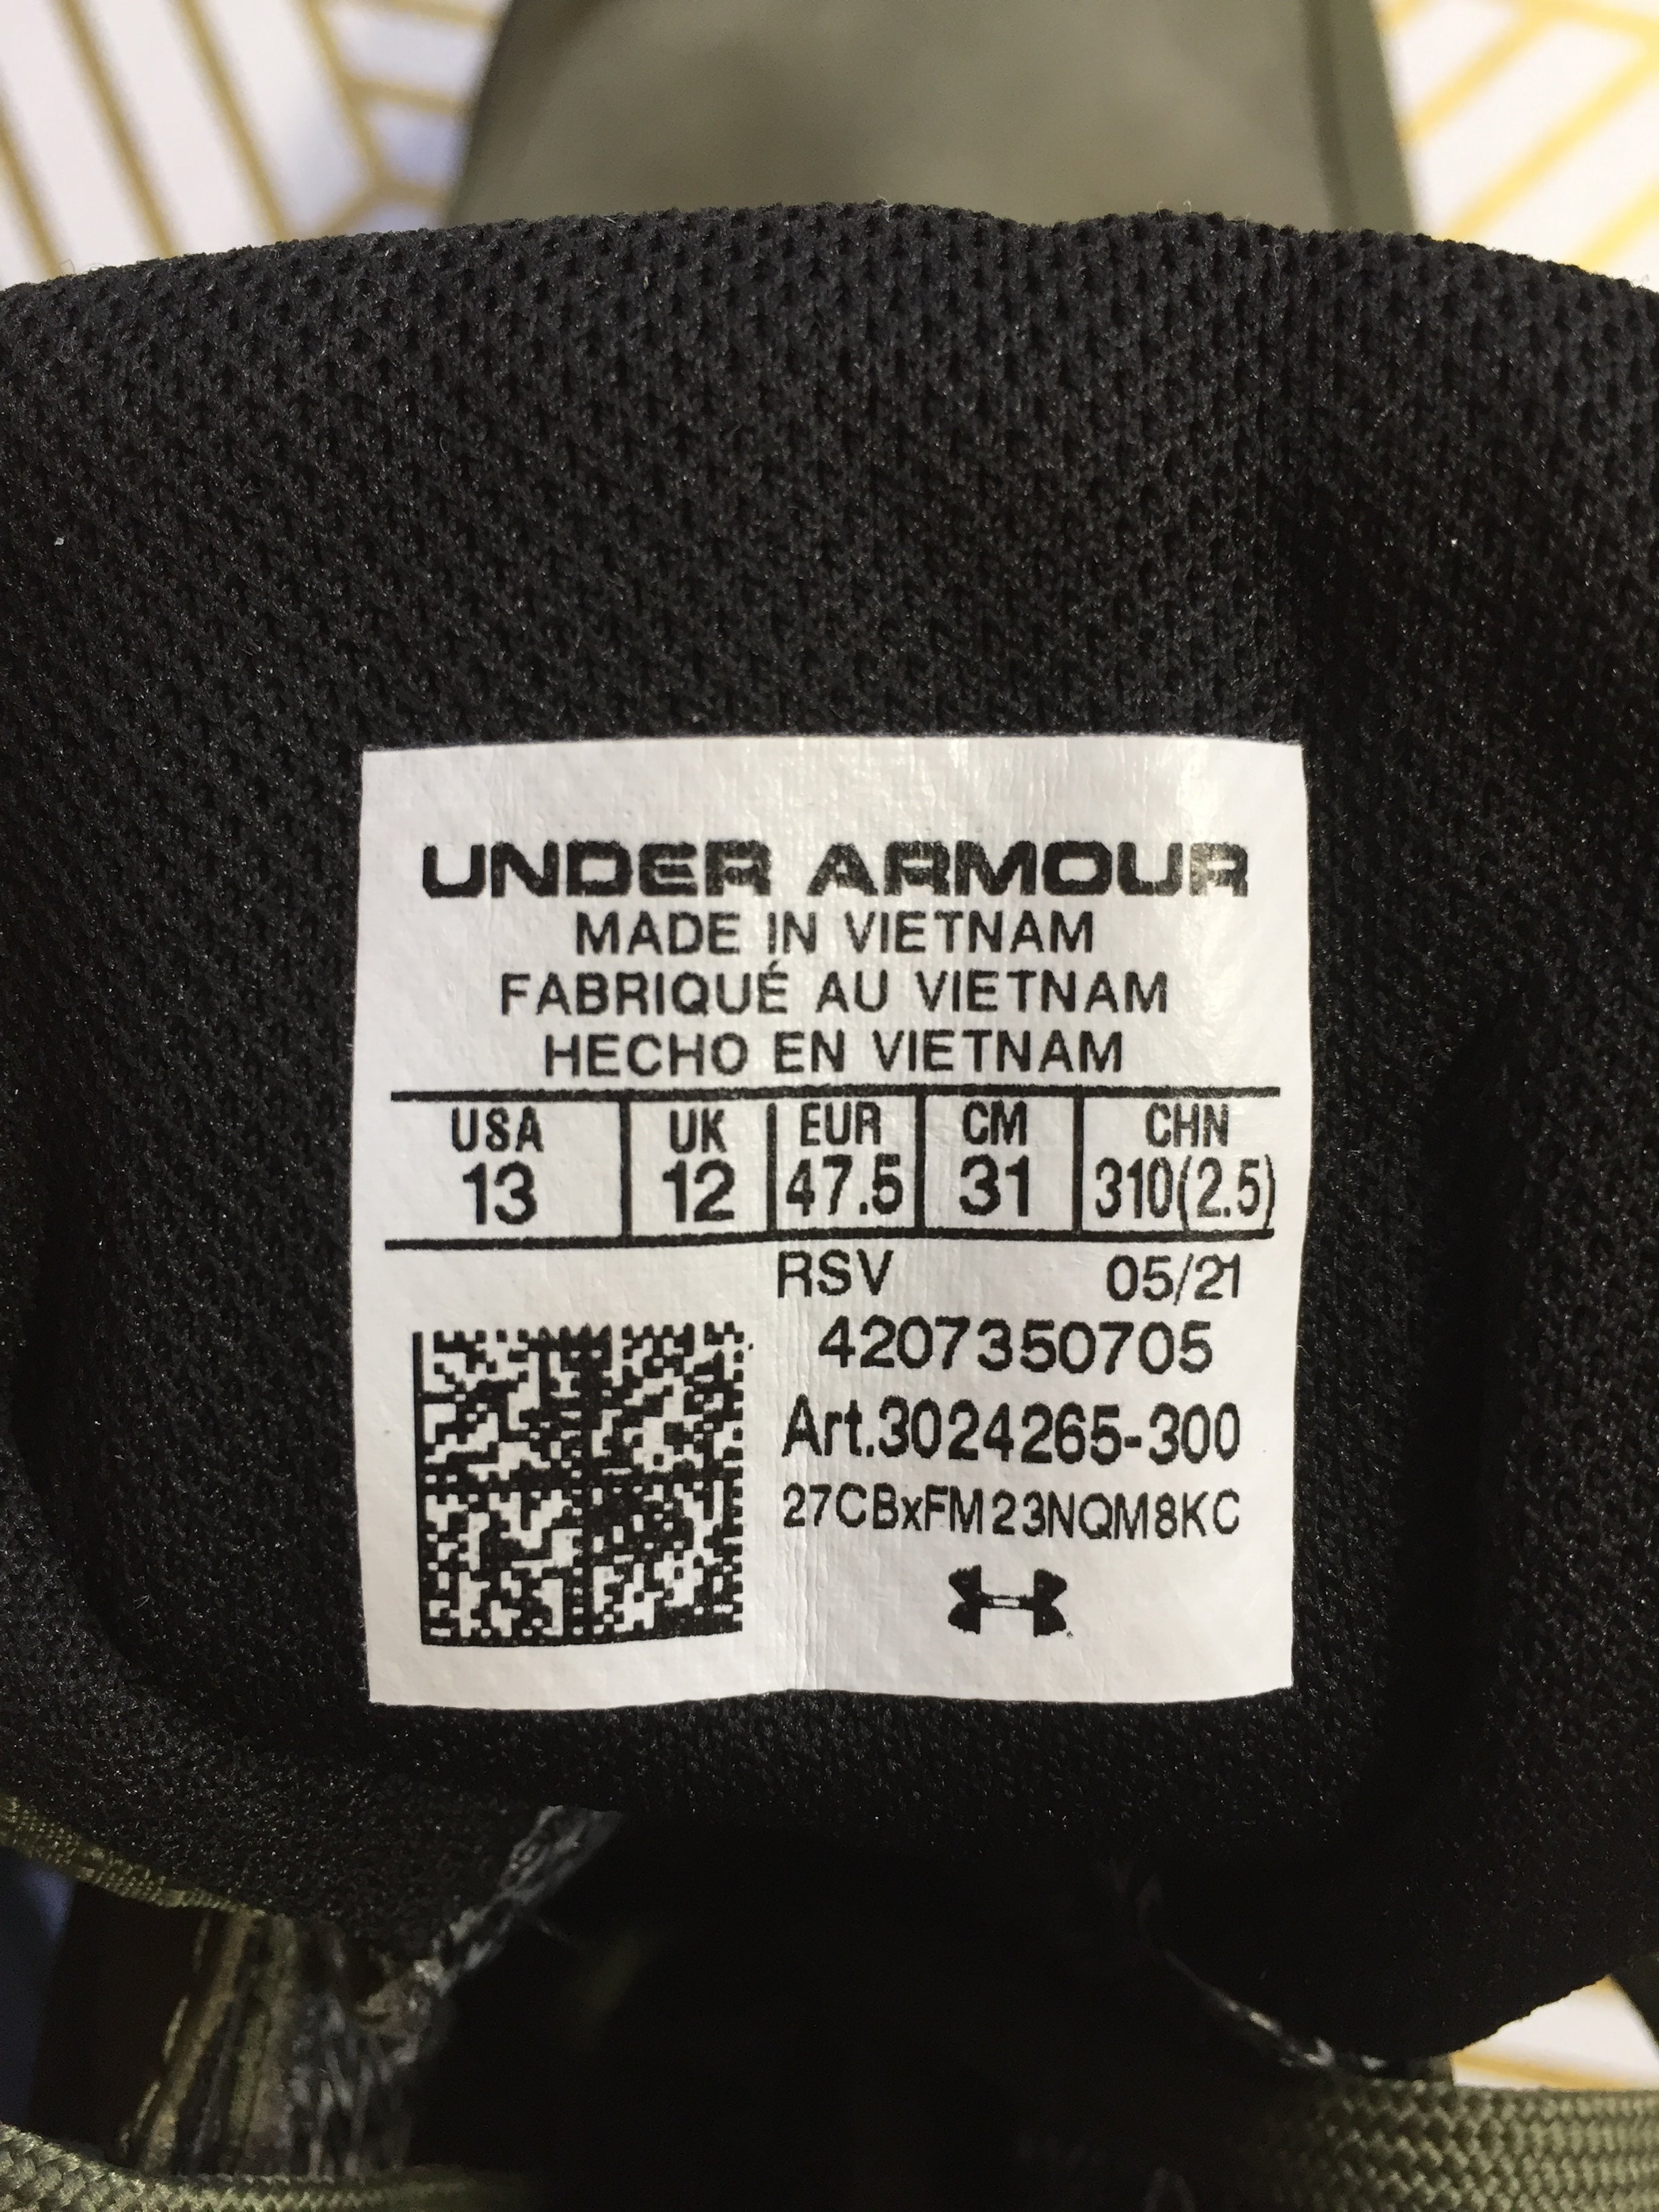 UNDER ARMOUR
MADE IN VIETNAM
FABRIQUÉ AU VIETNAM
HECHO EN VIETNAM
USA UK EUR CM CHN
13 12 47.5 31 310(2.5)
RSV 05/21
4207350705
Art.3024265-300
27CBxFM23NQM8KC